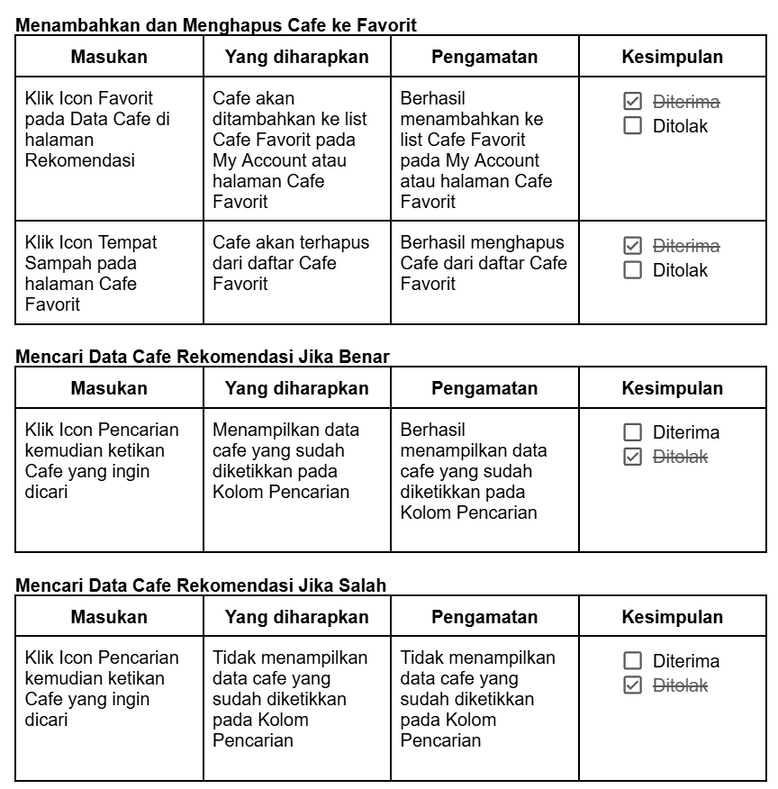 Menambahkan dan Menghapus Cafe ke Favorit
Masukan Yang diharapkan Pengamatan Kesimpulan
Klik Icon Favorit
pada Data Cafe di
halaman
Rekomendasi
Cafe akan
ditambahkan ke list
Cafe Favorit pada
My Account atau
halaman Cafe
Favorit
Berhasil
menambahkan ke
list Cafe Favorit
pada My Account
atau halaman Cafe
Favorit
Diterima
Ditolak
Klik Icon Tempat
Sampah pada
halaman Cafe
Favorit
Cafe akan terhapus
dari daftar Cafe
Favorit
Berhasil menghapus
Cafe dari daftar Cafe
Favorit
Diterima
Ditolak
Mencari Data Cafe Rekomendasi Jika Benar
Masukan Yang diharapkan Pengamatan Kesimpulan
Klik Icon Pencarian
kemudian ketikan
Cafe yang ingin
dicari
Menampilkan data
cafe yang sudah
diketikkan pada
Kolom Pencarian
Berhasil
menampilkan data
cafe yang sudah
diketikkan pada
Kolom Pencarian
Diterima
Ditolak
Mencari Data Cafe Rekomendasi Jika Salah
Masukan Yang diharapkan Pengamatan Kesimpulan
Klik Icon Pencarian
kemudian ketikan
Cafe yang ingin
dicari
Tidak menampilkan
data cafe yang
sudah diketikkan
pada Kolom
Pencarian
Tidak menampilkan
data cafe yang
sudah diketikkan
pada Kolom
Pencarian
Diterima
Ditolak